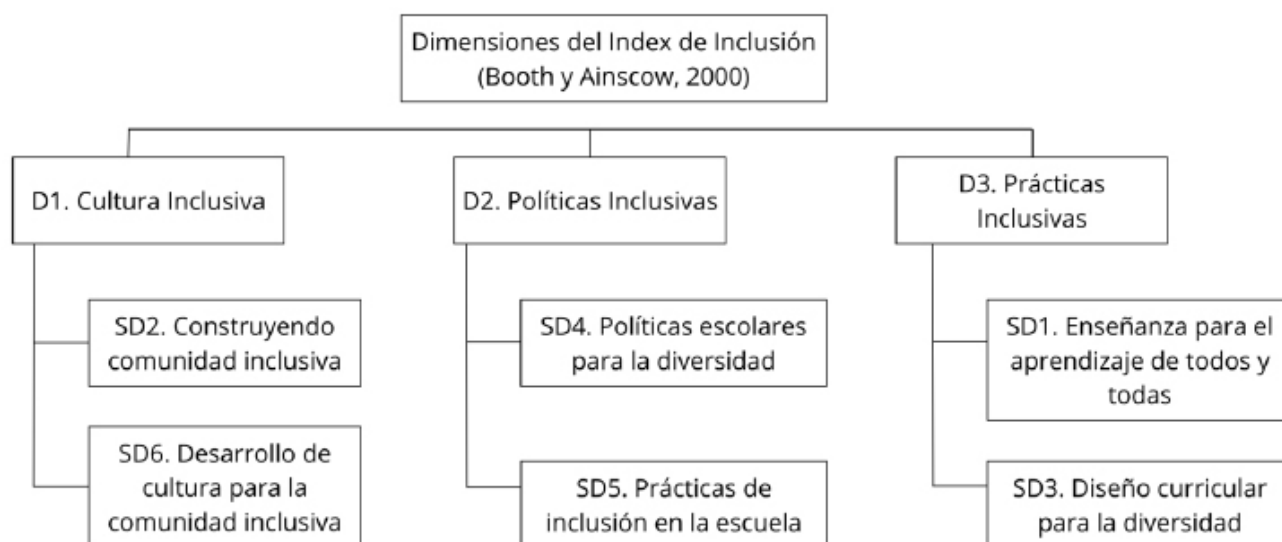 Dimensiones del Index de Inclusión
(Booth y Ainscow, 2000)
D1. Cultura Inclusiva
D2. Políticas Inclusivas
D3. Prácticas
Inclusivas
SD2. Construyendo
comunidad inclusiva
SD4. Políticas escolares
para la diversidad
SD1. Enseñanza para el
aprendizaje de todos y
todas
SD6. Desarrollo de
cultura para la
comunidad inclusiva
SD5. Prácticas de
inclusión en la escuela
SD3. Diseño curricular
para la diversidad